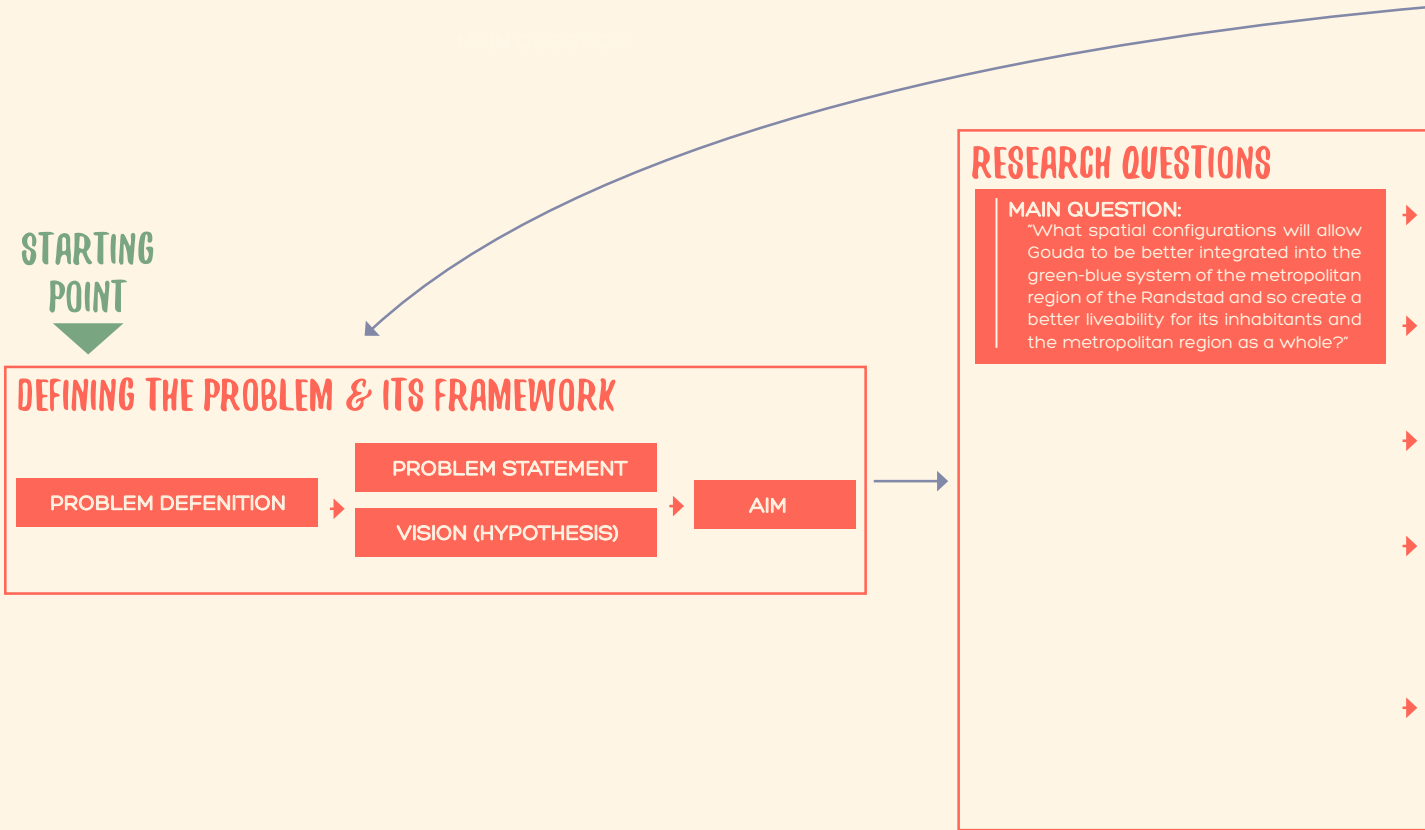 STARTING
POINT
DEFINING THE PROBLEM & ITS FRAMEWORK
PROBLEM DEFENITION
PROBLEM STATEMENT
VISION (HYPOTHESIS)
AIM
RESEARCH QUESTIONS
MAIN QUESTION:
“What spatial configurations will allow
Gouda to be better integrated into the
green-blue system of the metropolitan
region of the Randstad and so create a
better liveability for its inhabitants and
the metropolitan region as a whole?”